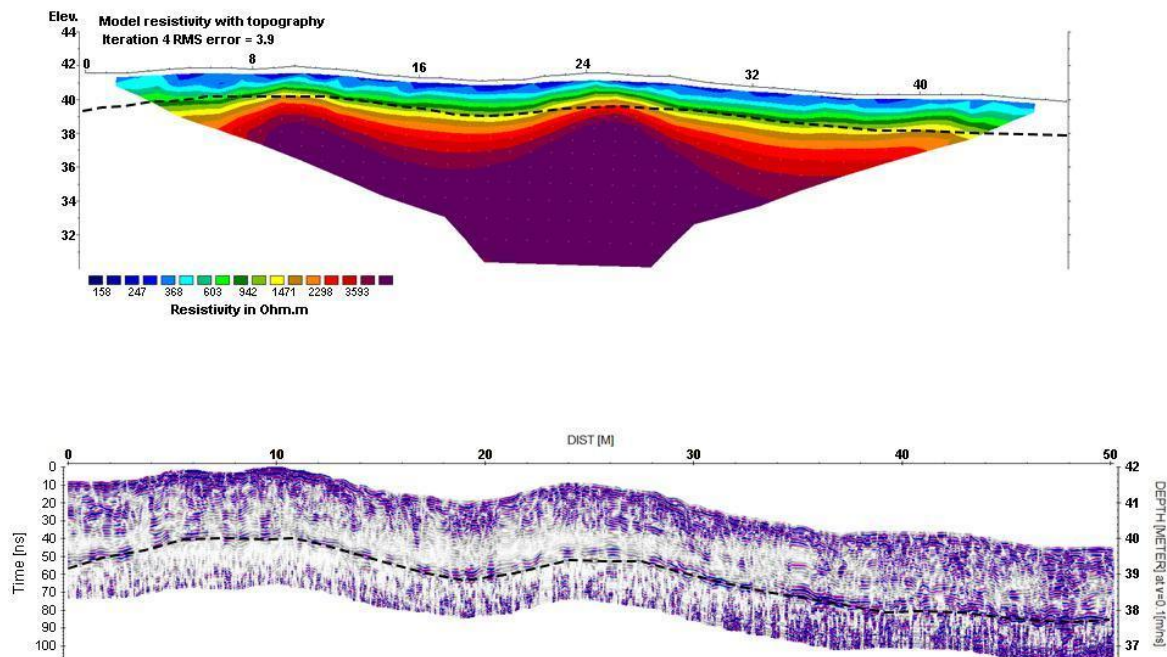 Elev.
Model resistivity with topography
44
Iteration 4 RMS error = 3.9
0 8 16 24 32 40
42
40
38
36
34
32
158 247 368 603 942 1471 2298 3593
Resistivity in Ohm.m
DIST [M]
0 10 20 30 40 50
0
10
20
30
40
50
60
70
80
90
100
Time [ns]
42
41
40
39
38
37
DEPTH [METER] at v=0.1[m/ns]